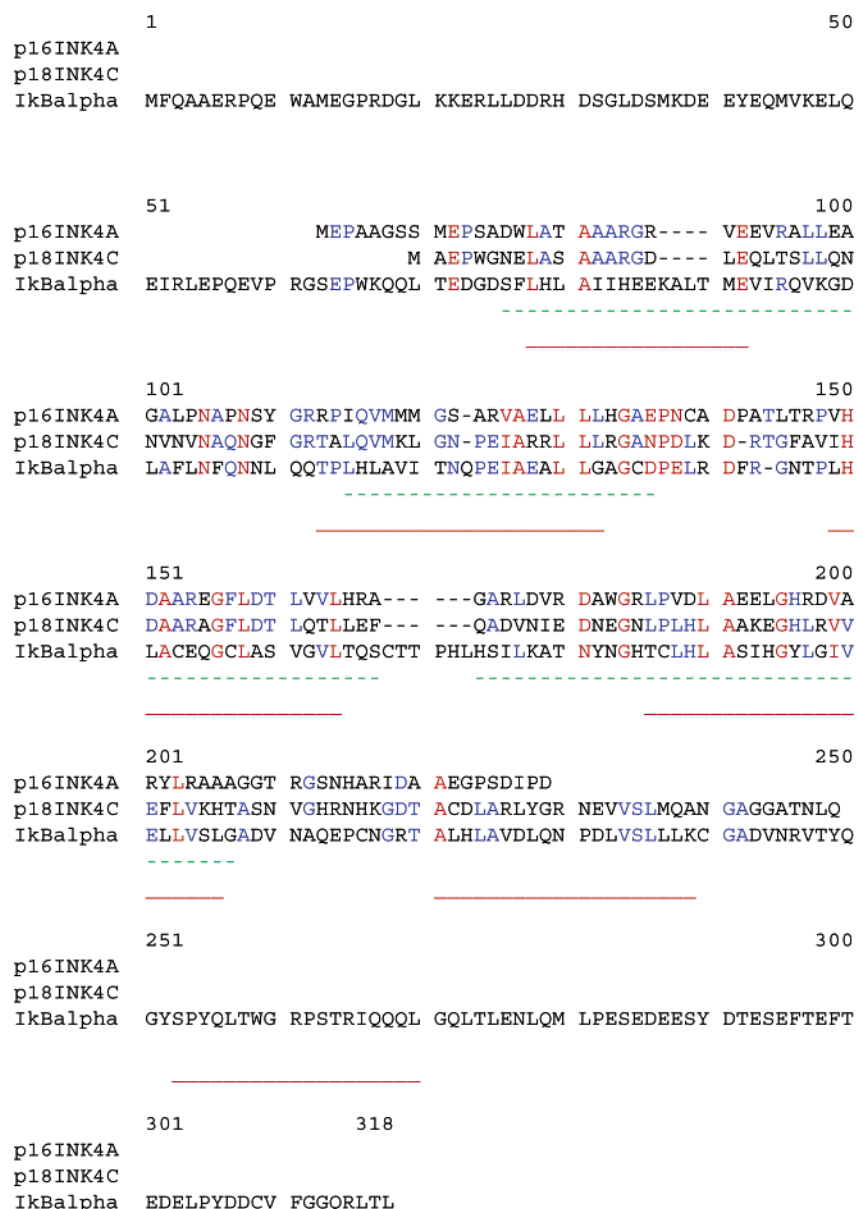 1 50
p16INK4A
p18INK4C
IkBalpha MFQAAERPQE WAMEGPRDGL KKERLLDDRH DSGLDSMKDE EYEQMVKELQ
51 100
p16INK4A MEPAAGSS MEPSADWLAT AAARGR---- VEEVRALLEA
p18INK4C M AEPWGNELAS AAARGD---- LEQLTSLLQN
IkBalpha EIRLEPQEVP RGSEPWKQQL TEDGDSFLHL AIIHEEKALT MEVIRQVKGD
101 150
p16INK4A GALPNAPNSY GRRPIQVMMM GS-ARVAELL LLHGAEPNCA DPATLTRPVH
p18INK4C NVNVNAQNGF GRTALQVMKL GN-PEIARRL LLRGANPDLK D-RTGFAVIH
IkBalpha LAFLNFQNNL QQTPLHLAVI TNQPEIAEAL LGAGCDPELR DFR-GNTPLH
151 200
p16INK4A DAAREGFLDT LVVLHRA--- ---GARLDVR DAWGRLPVDL AEELGHRDVA
p18INK4C DAARAGFLDT LQTLLEF--- ---QADVNIE DNEGNLPLHL AAKEGHLRVV
IkBalpha LACEQGCLAS VGVLTQSCTT PHLHSILKAT NYNGHTCLHL ASIHGYLGIV
201 250
p16INK4A RYLRAAAGGT RGSNHARIDA AEGPSDIPD
p18INK4C EFLVKHTASN VGHRNHKGDT ACDLARLYGR NEVVSLMQAN GAGGATNLQ
IkBalpha ELLVSLGADV NAQEPCNGRT ALHLAVDLQN PDLVSLLLKC GADVNRVTYQ
251 300
p16INK4A
p18INK4C
IkBalpha GYSPYQLTWG RPSTRIQQQL GQLTLENLQM LPESEDEESY DTESEFTEFT
301 318
p16INK4A
p18INK4C
IkBalpha EDELPYDDCV FGGQRLTL